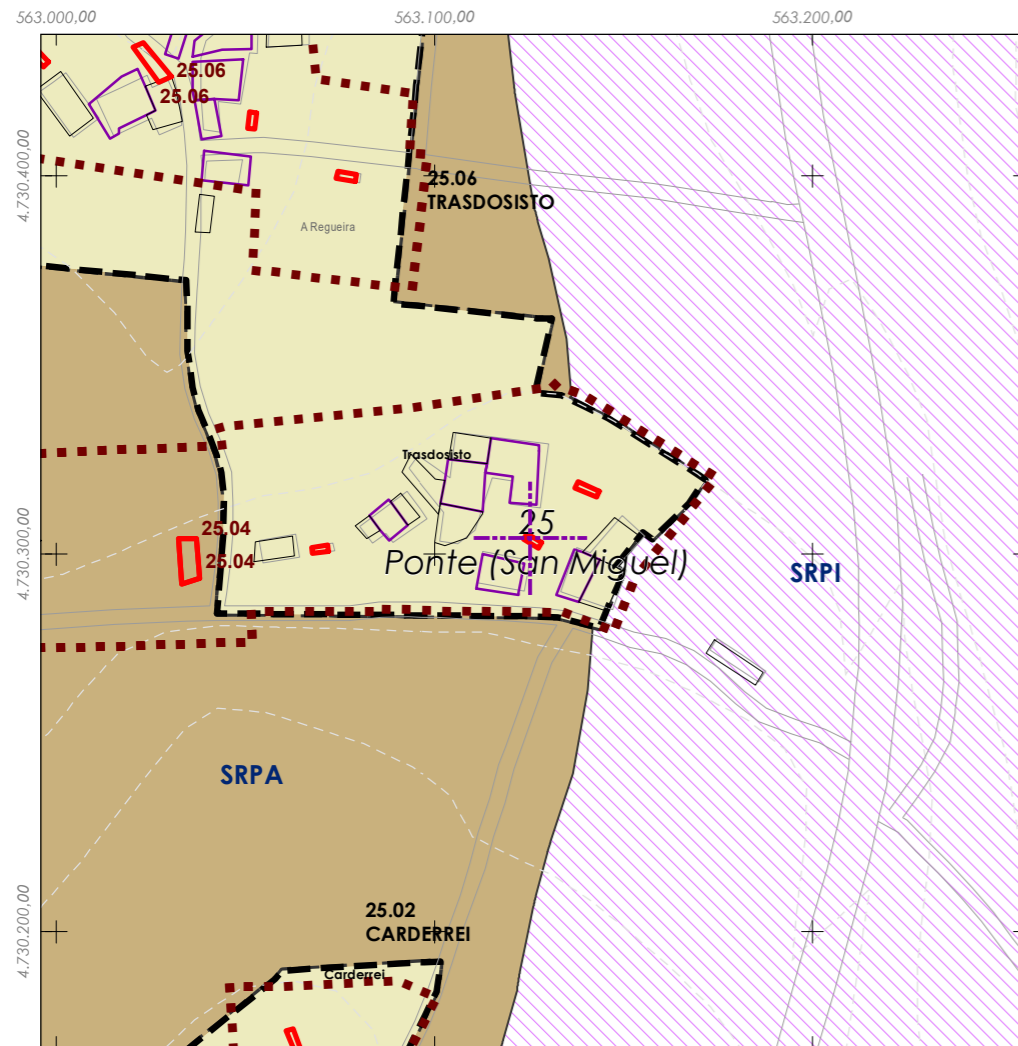 563.000,00
563.100,00
563.200,00
25.06
25.06
4.730.400,00
25.06
TRASDOSISTO
A Regueira
Trasdosisto
25.04
25
4.730.300,00
25.04
Ponte (San Miguel)
SRPI
SRPA
25.02
CARDERREI
4.730.200,00
Carderrei